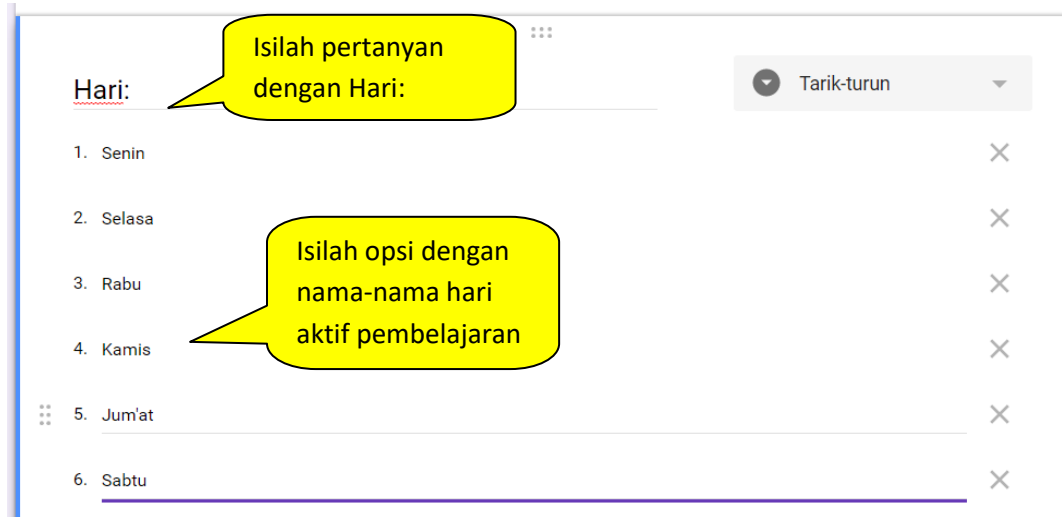 Isilah pertanyan
dengan Hari:
Hari:
Tarik-turun
1. Senin
2. Selasa
Isilah opsi dengan
nama-nama hari
aktif pembelajaran
3. Rabu
4. Kamis
5. Jum'at
6. Sabtu